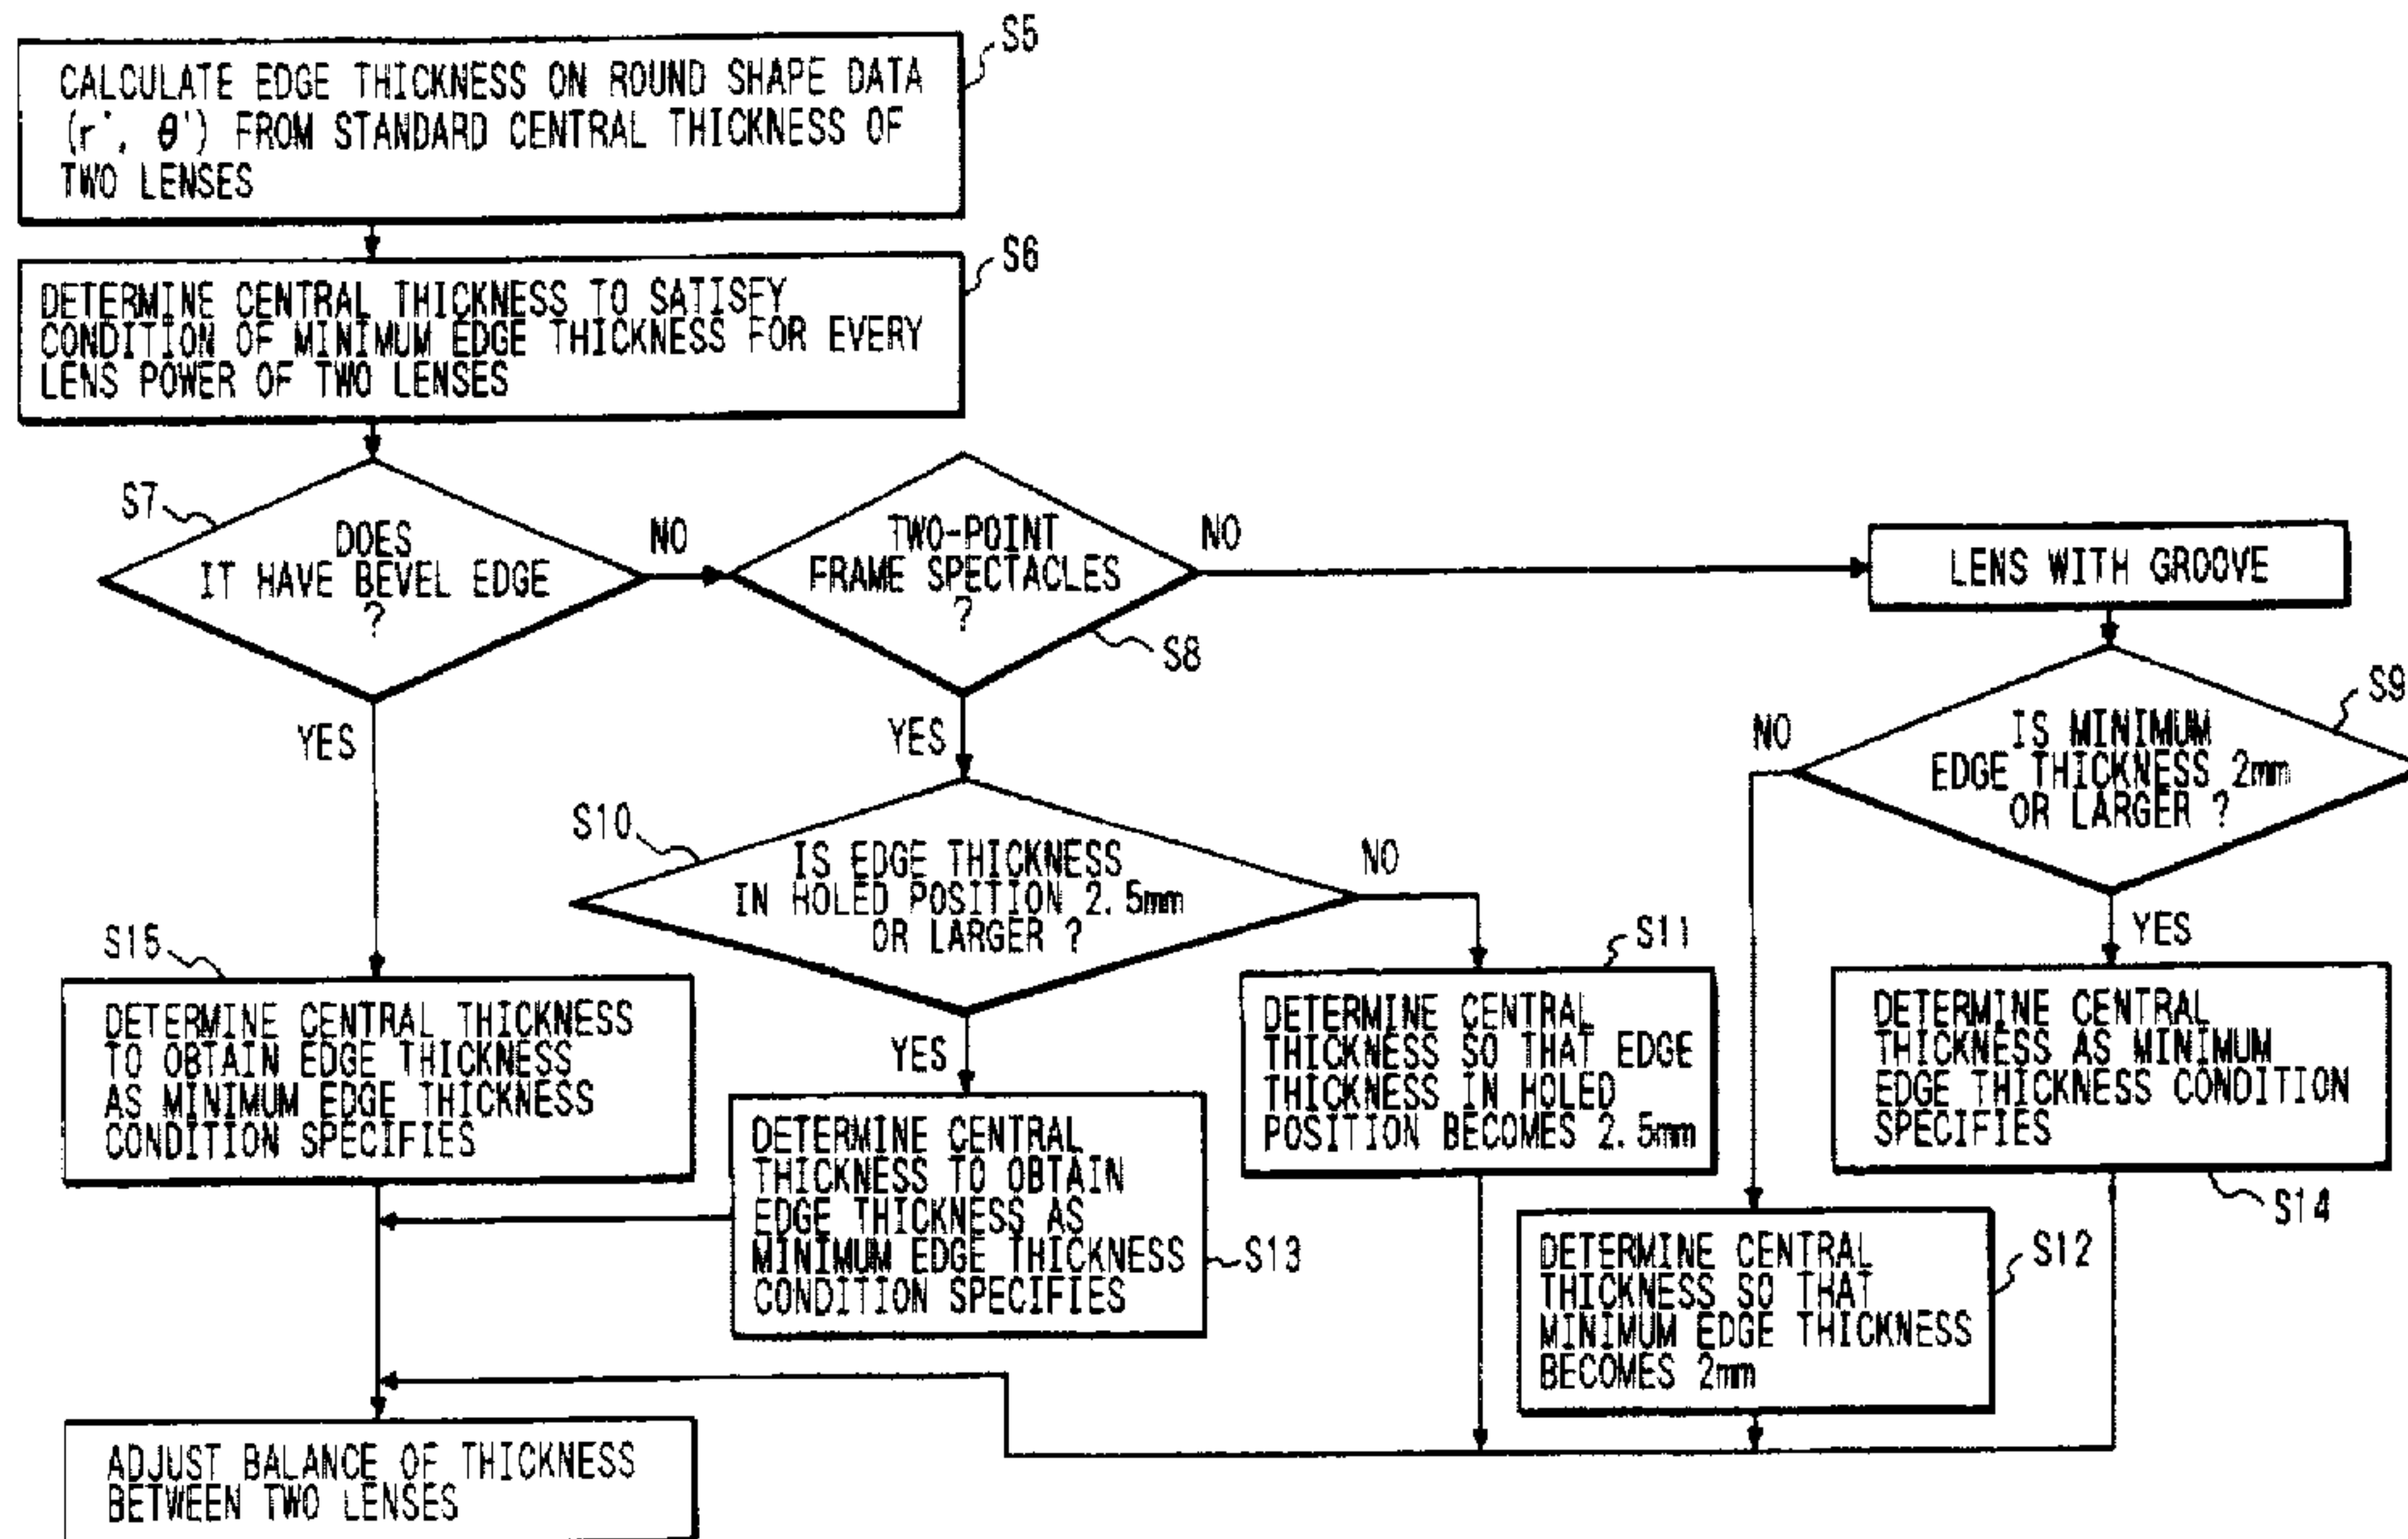 S5
CALCULATE EDGE THICKNESS ON ROUND SHAPE DATA
(r', θ') FROM STANDARD CENTRAL THICKNESS OF
TWO LENSES
S6
DETERMINE CENTRAL THICKNESS TO SATISFY
CONDITION OF MINIMUM EDGE THICKNESS FOR EVERY
LENS POWER OF TWO LENSES
S7
DOES
IT HAVE BEVEL EDGE
?
NO
YES
TWO-POINT
FRAME SPECTACLES
?
S8
NO
YES
LENS WITH GROOVE
S9
IS MINIMUM
EDGE THICKNESS 2mm
OR LARGER ?
NO
YES
S10
IS EDGE THICKNESS
IN HOLED POSITION 2.5mm
OR LARGER ?
NO
YES
S15
DETERMINE CENTRAL THICKNESS
TO OBTAIN EDGE THICKNESS
AS MINIMUM EDGE THICKNESS
CONDITION SPECIFIES
S13
DETERMINE CENTRAL
THICKNESS TO OBTAIN
EDGE THICKNESS AS
MINIMUM EDGE THICKNESS
CONDITION SPECIFIES
S11
DETERMINE CENTRAL
THICKNESS SO THAT EDGE
THICKNESS IN HOLED
POSITION BECOMES 2.5mm
S14
DETERMINE CENTRAL
THICKNESS AS MINIMUM
EDGE THICKNESS CONDITION
SPECIFIES
S12
DETERMINE CENTRAL
THICKNESS SO THAT
MINIMUM EDGE THICKNESS
BECOMES 2mm
ADJUST BALANCE OF THICKNESS
BETWEEN TWO LENSES